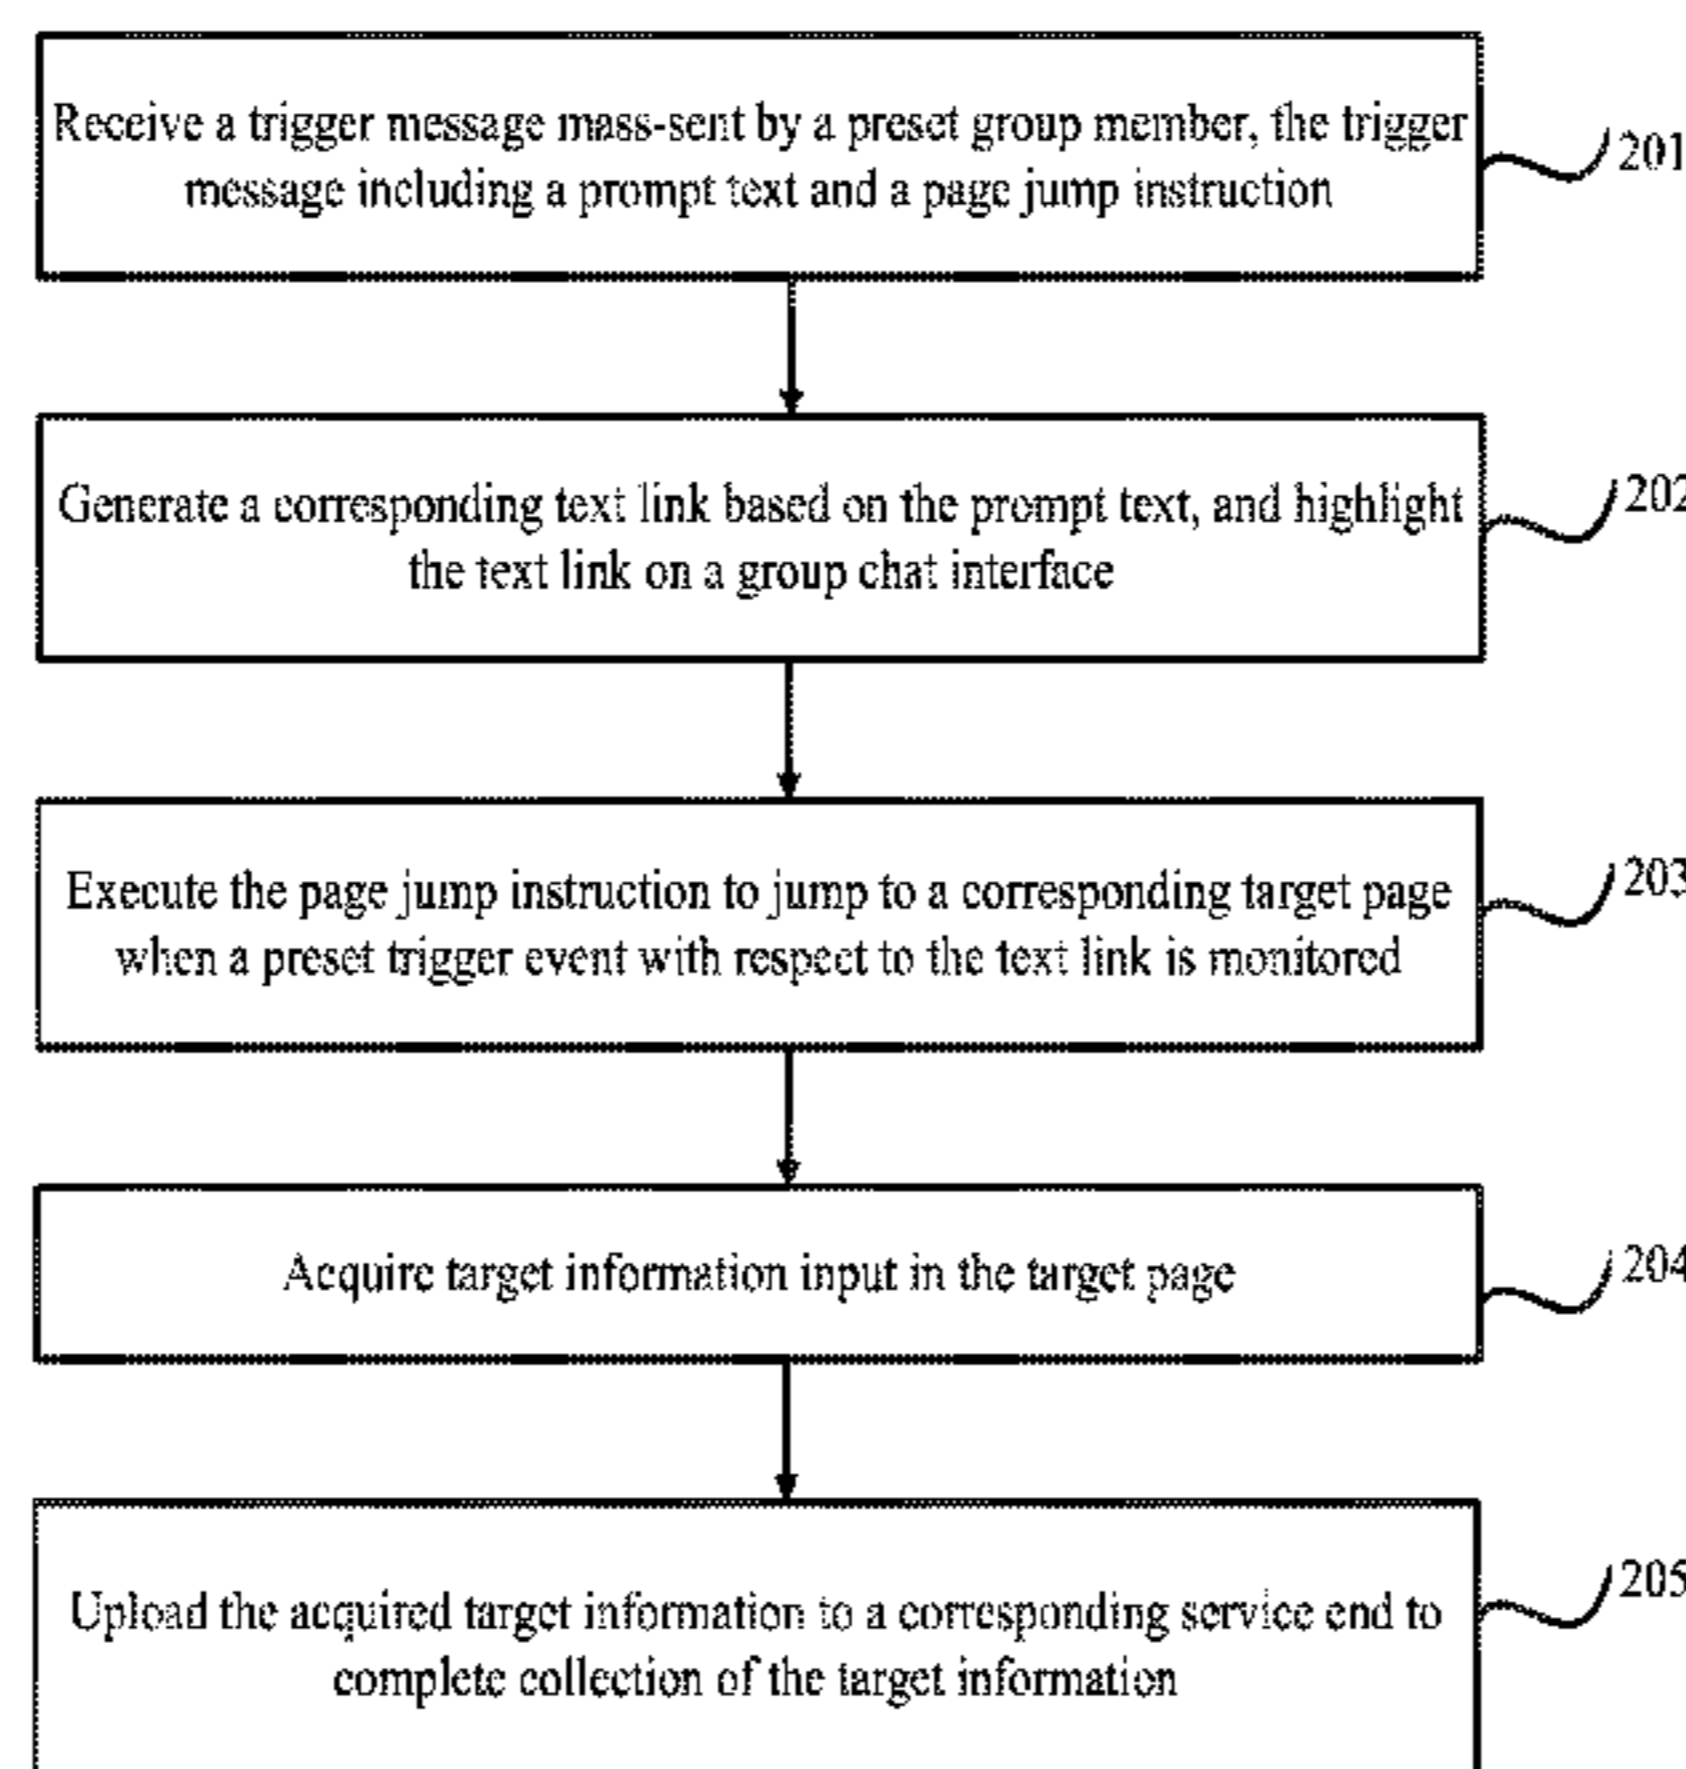 Receive a trigger message mass-sent by a preset group member, the trigger
message including a prompt text and a page jump instruction
201
Generate a corresponding text link based on the prompt text, and highlight
the text link on a group chat interface
202
Execute the page jump instruction to jump to a corresponding target page
when a preset trigger event with respect to the text link is monitored
203
Acquire target information input in the target page
204
Upload the acquired target information to a corresponding service end to
complete collection of the target information
205